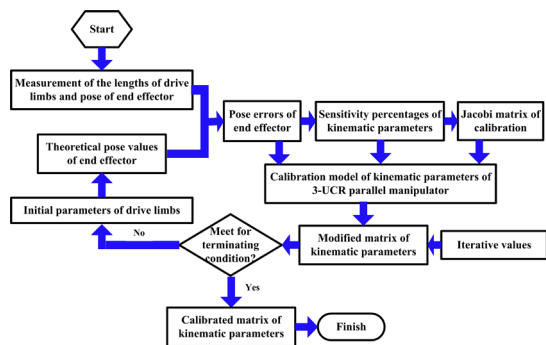 Start
Measurement of the lengths of drive
limbs and pose of end effector
Theoretical pose values
of end effector
Initial parameters of drive limbs
Pose errors of
end effector
Sensitivity percentages of
kinematic parameters
Jacobi matrix of
calibration
Calibration model of kinematic parameters of
3-UCR parallel manipulator
Modified matrix of
kinematic parameters
Iterative values
Meet for
terminating
condition?
No
Yes
Calibrated matrix of
kinematic parameters
Finish